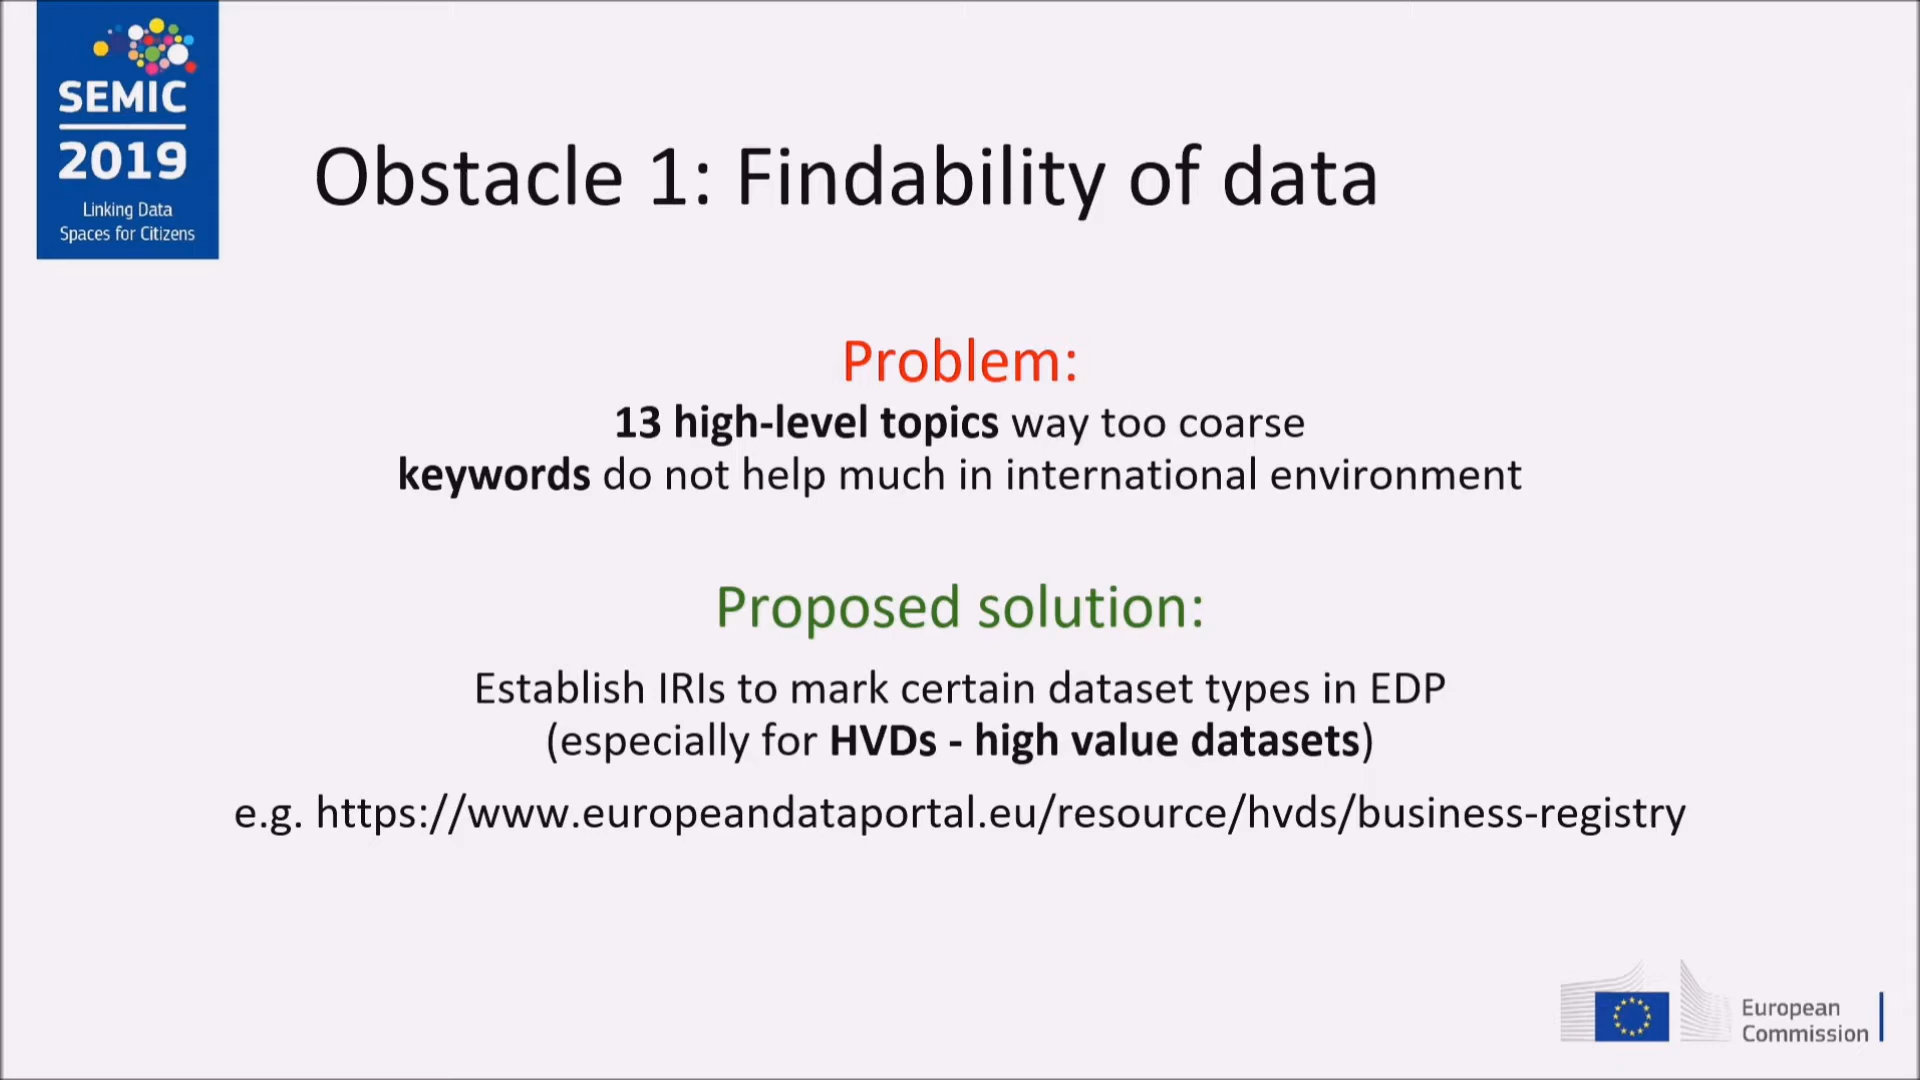 SEMIC
2019
Linking Data
Spaces for Citizens
Obstacle 1: Findability of data
Problem:
13 high-level topics way too coarse
keywords do not help much in international environment
Proposed solution:
Establish IRIs to mark certain dataset types in EDP
(especially for HVDs - high value datasets)
e.g. https://www.europeandataportal.eu/resource/hvds/business-registry
European
Commission